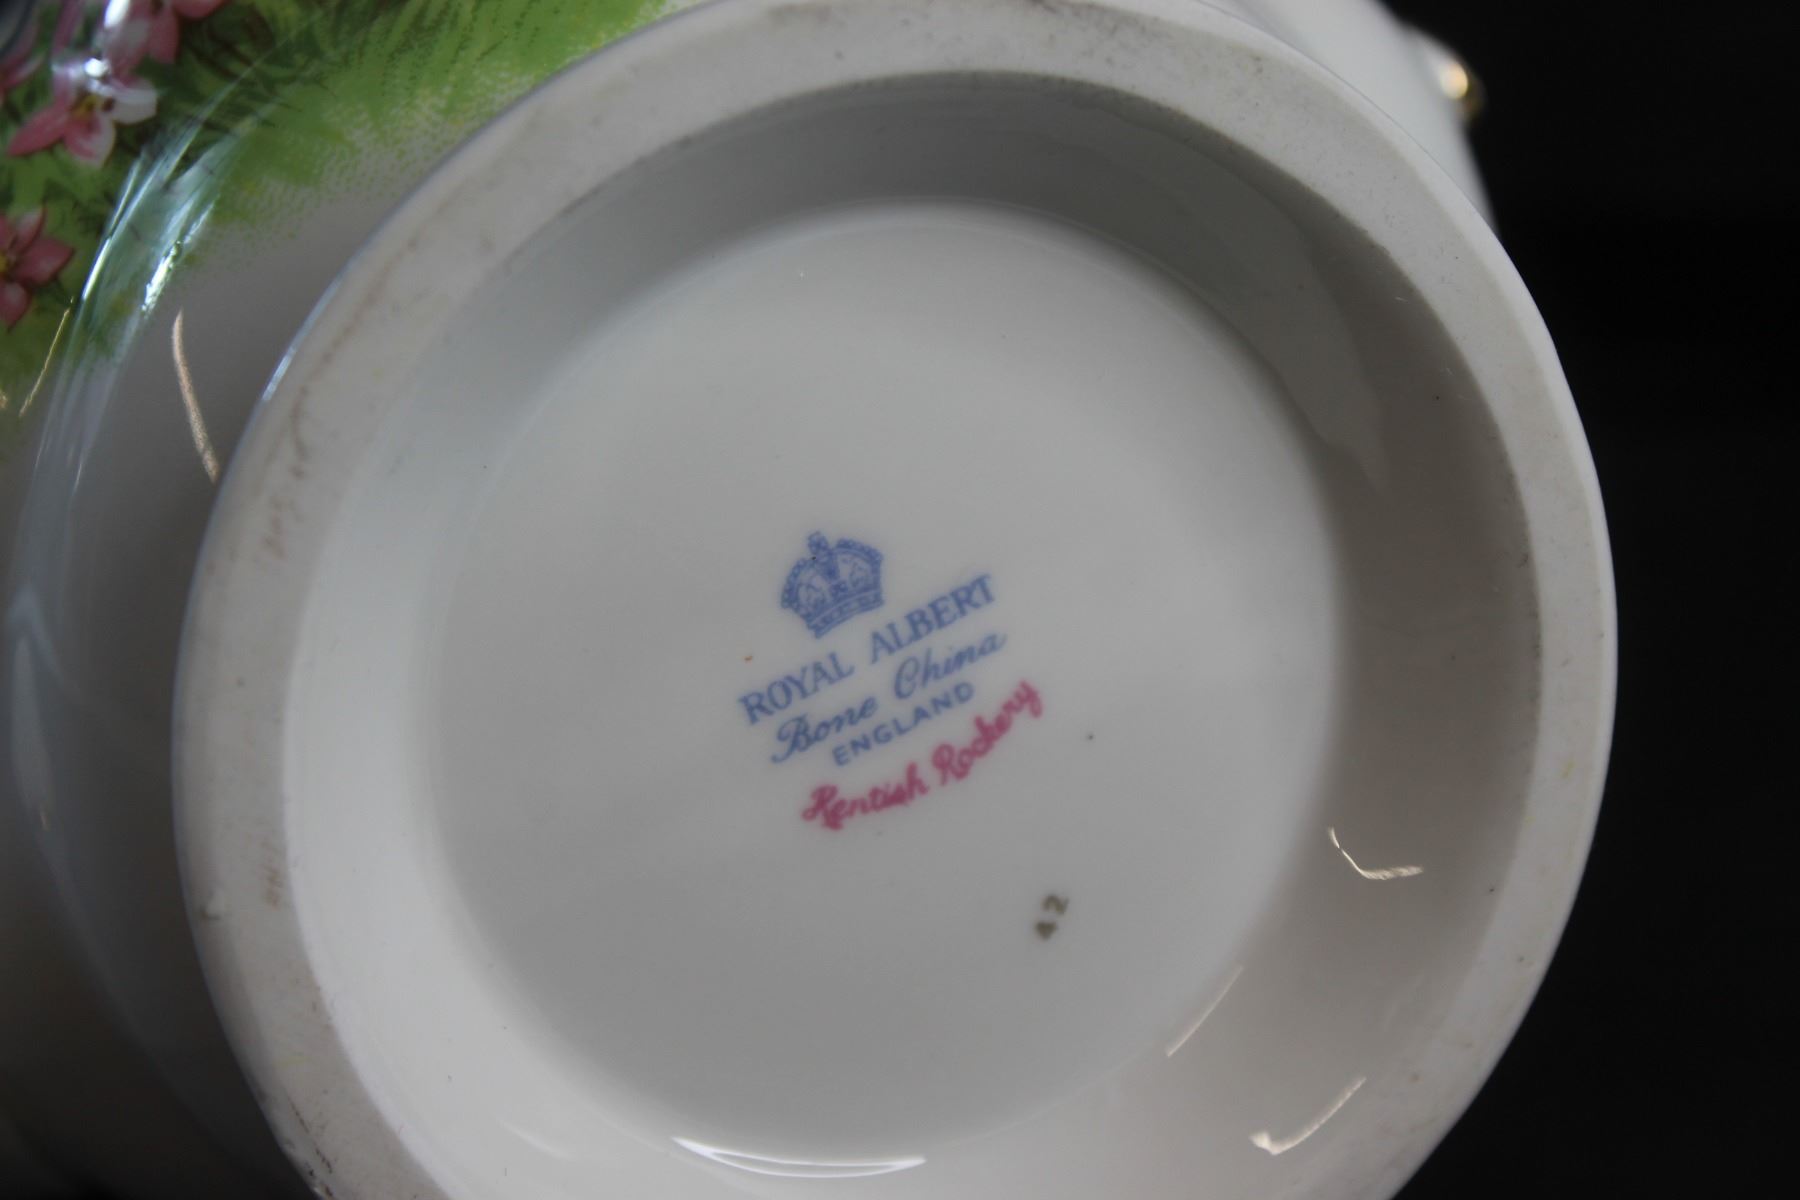 ROYAL ALBERT
Bone China
ENGLAND
Kentish Rockery
42